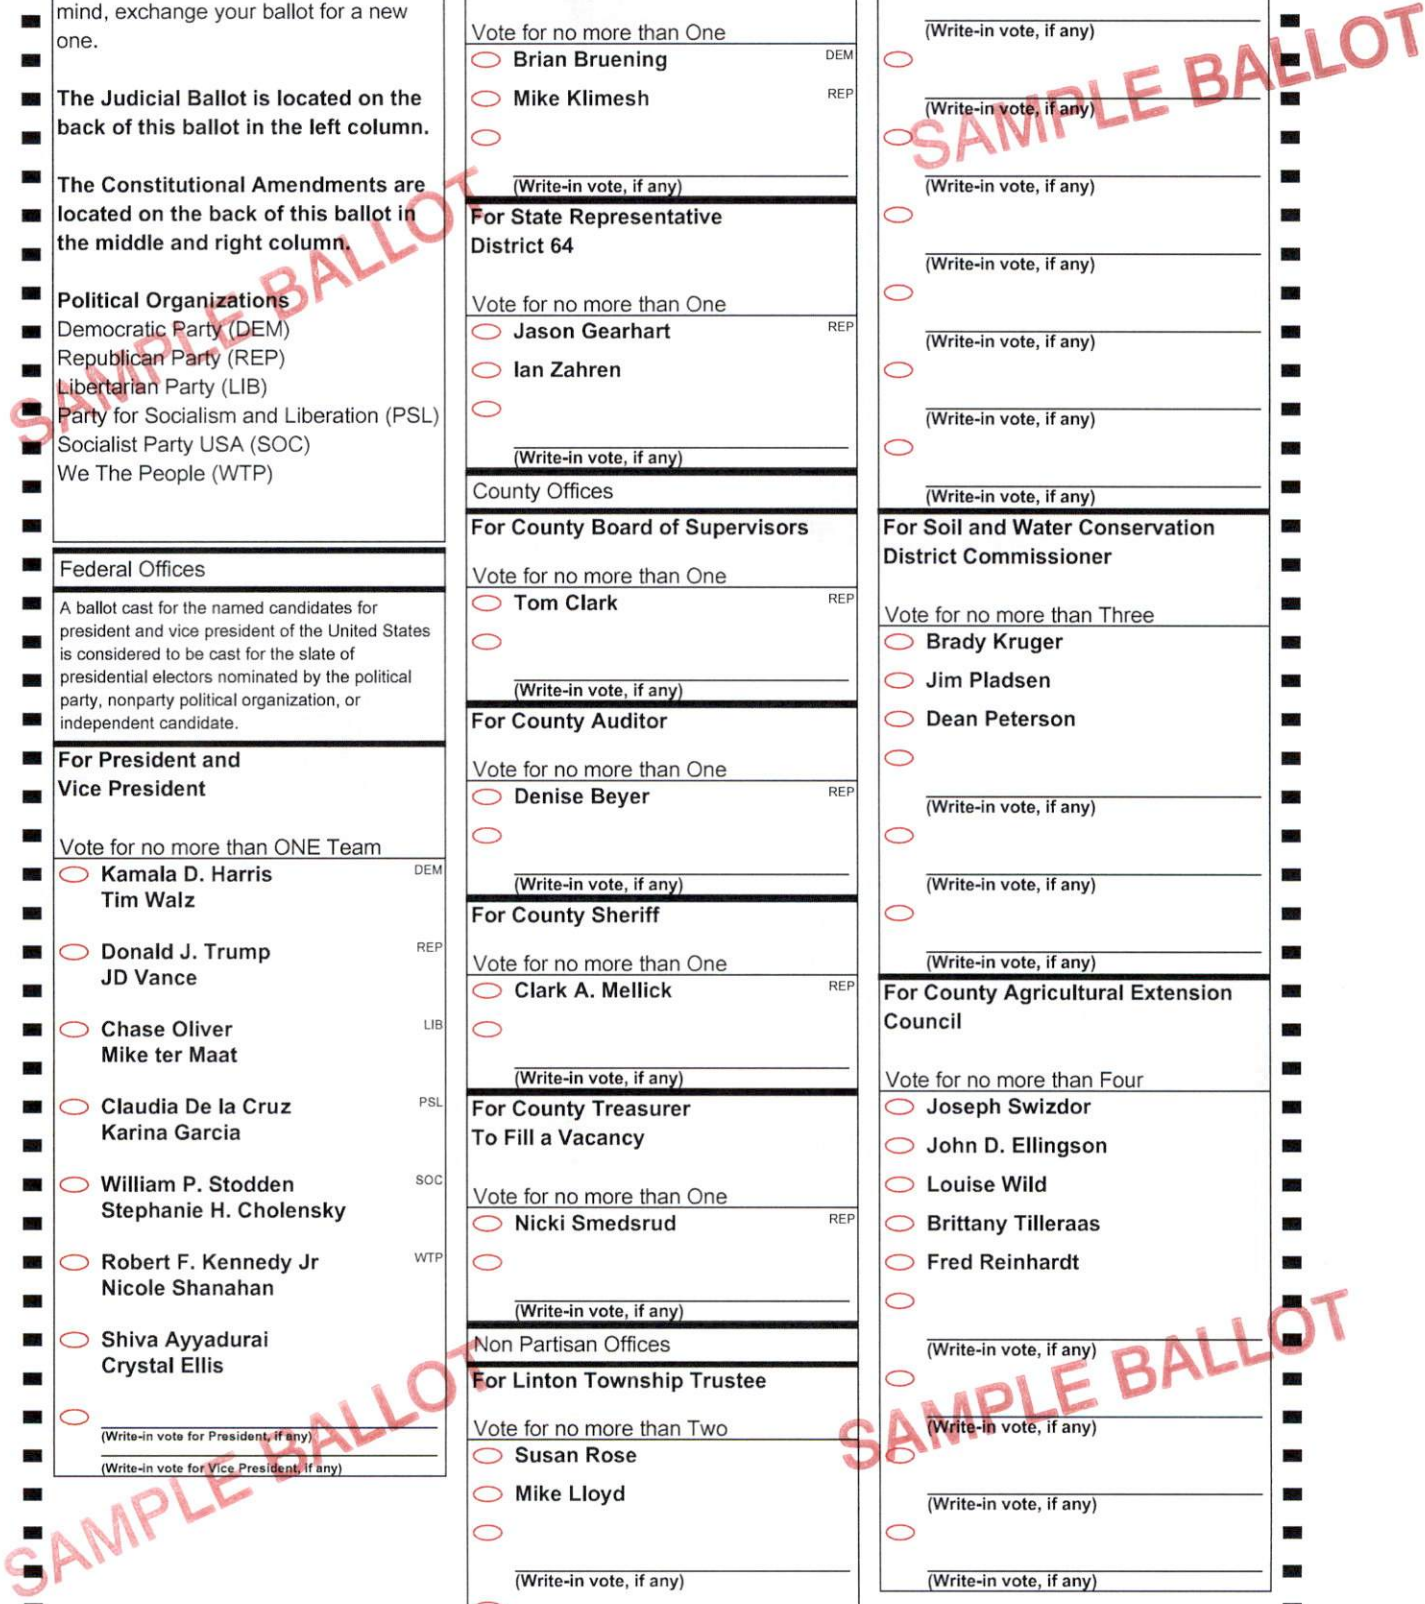 mind, exchange your ballot for a new
one.
The Judicial Ballot is located on the
back of this ballot in the left column.
The Constitutional Amendments are
located on the back of this ballot in
the middle and right column.
Political Organizations
Democratic Party (DEM)
Republican Party (REP)
Libertarian Party (LIB)
Party for Socialism and Liberation (PSL)
Socialist Party USA (SOC)
We The People (WTP)
Federal Offices
A ballot cast for the named candidates for
president and vice president of the United States
is considered to be cast for the slate of
presidential electors nominated by the political
party, nonparty political organization, or
independent candidate.
For President and
Vice President
Vote for no more than ONE Team
Kamala D. Harris DEM
Tim Walz
Donald J. Trump REP
JD Vance
Chase Oliver LIB
Mike ter Maat
Claudia De la Cruz PSL
Karina Garcia
William P. Stodden SOC
Stephanie H. Cholensky
Robert F. Kennedy Jr WTP
Nicole Shanahan
Shiva Ayyadurai
Crystal Ellis
(Write-in vote for President, if any)
(Write-in vote for Vice President, if any)
Vote for no more than One
Brian Bruening DEM
Mike Klimesh REP
(Write-in vote, if any)
For State Representative
District 64
Vote for no more than One
Jason Gearhart REP
Ian Zahren
(Write-in vote, if any)
County Offices
For County Board of Supervisors
Vote for no more than One
Tom Clark REP
(Write-in vote, if any)
For County Auditor
Vote for no more than One
Denise Beyer REP
(Write-in vote, if any)
For County Sheriff
Vote for no more than One
Clark A. Mellick REP
(Write-in vote, if any)
For County Treasurer
To Fill a Vacancy
Vote for no more than One
Nicki Smedsrud REP
(Write-in vote, if any)
Non Partisan Offices
For Linton Township Trustee
Vote for no more than Two
Susan Rose
Mike Lloyd
(Write-in vote, if any)
(Write-in vote, if any)
(Write-in vote, if any)
(Write-in vote, if any)
(Write-in vote, if any)
(Write-in vote, if any)
(Write-in vote, if any)
(Write-in vote, if any)
For Soil and Water Conservation
District Commissioner
Vote for no more than Three
Brady Kruger
Jim Pladsen
Dean Peterson
(Write-in vote, if any)
(Write-in vote, if any)
(Write-in vote, if any)
For County Agricultural Extension
Council
Vote for no more than Four
Joseph Swizdor
John D. Ellingson
Louise Wild
Brittany Tilleraas
Fred Reinhardt
(Write-in vote, if any)
(Write-in vote, if any)
(Write-in vote, if any)
(Write-in vote, if any)
SAMPLE BALLOT
SAMPLE BALLOT
SAMPLE BALLOT
SAMPLE BALLOT